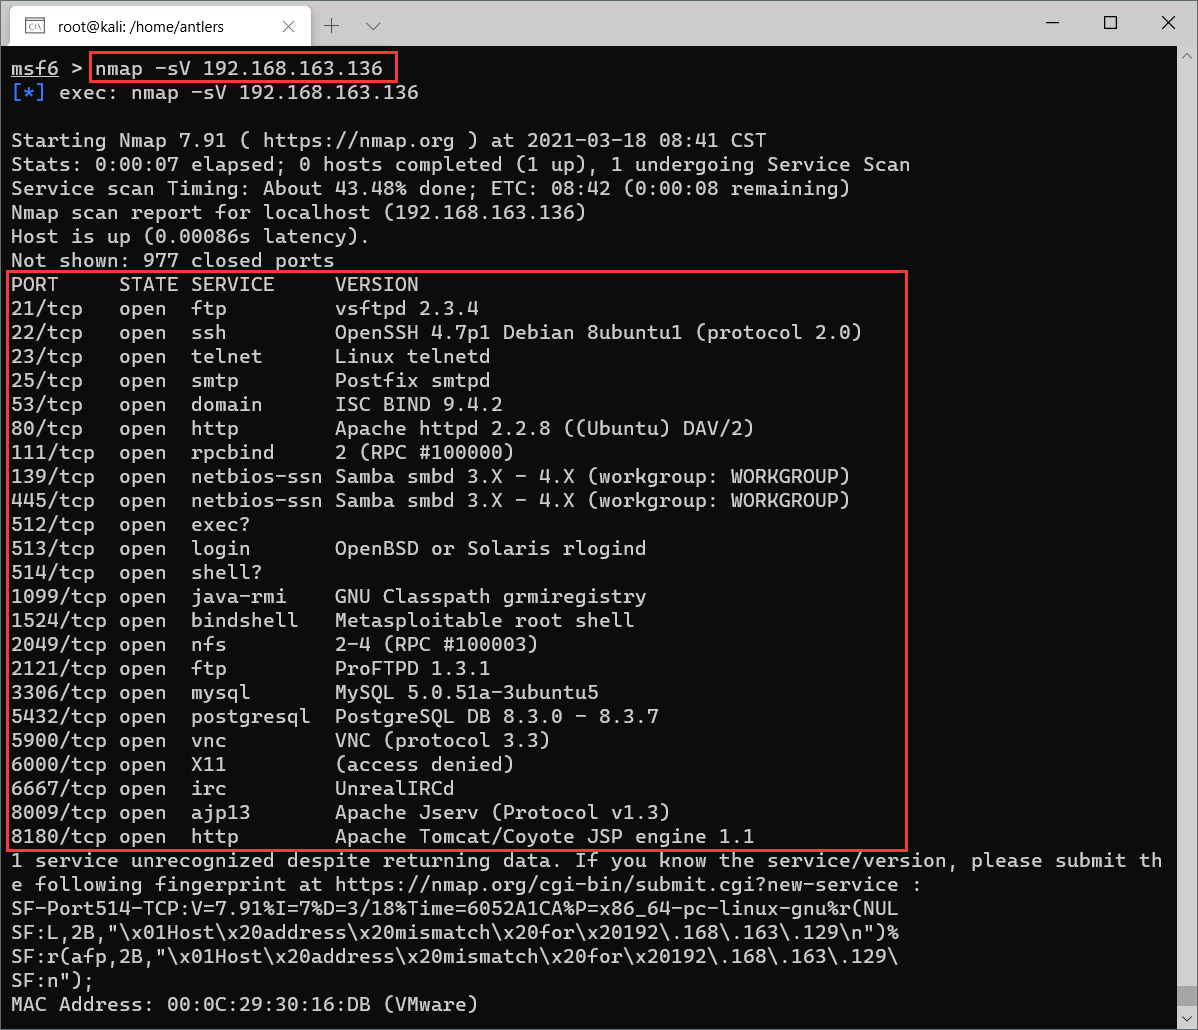 root@kali: /home/antlers
msf6 > nmap -sV 192.168.163.136
[*] exec: nmap -sV 192.168.163.136
Starting Nmap 7.91 ( https://nmap.org ) at 2021-03-18 08:41 CST
Stats: 0:00:07 elapsed; 0 hosts completed (1 up), 1 undergoing Service Scan
Service scan Timing: About 43.48% done; ETC: 08:42 (0:00:08 remaining)
Nmap scan report for localhost (192.168.163.136)
Host is up (0.00086s latency).
Not shown: 977 closed ports
PORT     STATE SERVICE     VERSION
21/tcp   open  ftp         vsftpd 2.3.4
22/tcp   open  ssh         OpenSSH 4.7p1 Debian 8ubuntu1 (protocol 2.0)
23/tcp   open  telnet      Linux telnetd
25/tcp   open  smtp        Postfix smtpd
53/tcp   open  domain      ISC BIND 9.4.2
80/tcp   open  http        Apache httpd 2.2.8 ((Ubuntu) DAV/2)
111/tcp  open  rpcbind     2 (RPC #100000)
139/tcp  open  netbios-ssn Samba smbd 3.X - 4.X (workgroup: WORKGROUP)
445/tcp  open  netbios-ssn Samba smbd 3.X - 4.X (workgroup: WORKGROUP)
512/tcp  open  exec?
513/tcp  open  login       OpenBSD or Solaris rlogind
514/tcp  open  shell?
1099/tcp open  java-rmi    GNU Classpath grmiregistry
1524/tcp open  bindshell   Metasploitable root shell
2049/tcp open  nfs         2-4 (RPC #100003)
2121/tcp open  ftp         ProFTPD 1.3.1
3306/tcp open  mysql       MySQL 5.0.51a-3ubuntu5
5432/tcp open  postgresql  PostgreSQL DB 8.3.0 - 8.3.7
5900/tcp open  vnc         VNC (protocol 3.3)
6000/tcp open  X11         (access denied)
6667/tcp open  irc         UnrealIRCd
8009/tcp open  ajp13       Apache Jserv (Protocol v1.3)
8180/tcp open  http        Apache Tomcat/Coyote JSP engine 1.1
1 service unrecognized despite returning data. If you know the service/version, please submit th
e following fingerprint at https://nmap.org/cgi-bin/submit.cgi?new-service :
SF-Port514-TCP:V=7.91%I=7%D=3/18%Time=6052A1CA%P=x86_64-pc-linux-gnu%r(NUL
SF:L,2B,"\x01Host\x20address\x20mismatch\x20for\x20192\.168\.163\.129\n")%
SF:r(afp,2B,"\x01Host\x20address\x20mismatch\x20for\x20192\.168\.163\.129\
SF:n");
MAC Address: 00:0C:29:30:16:DB (VMware)